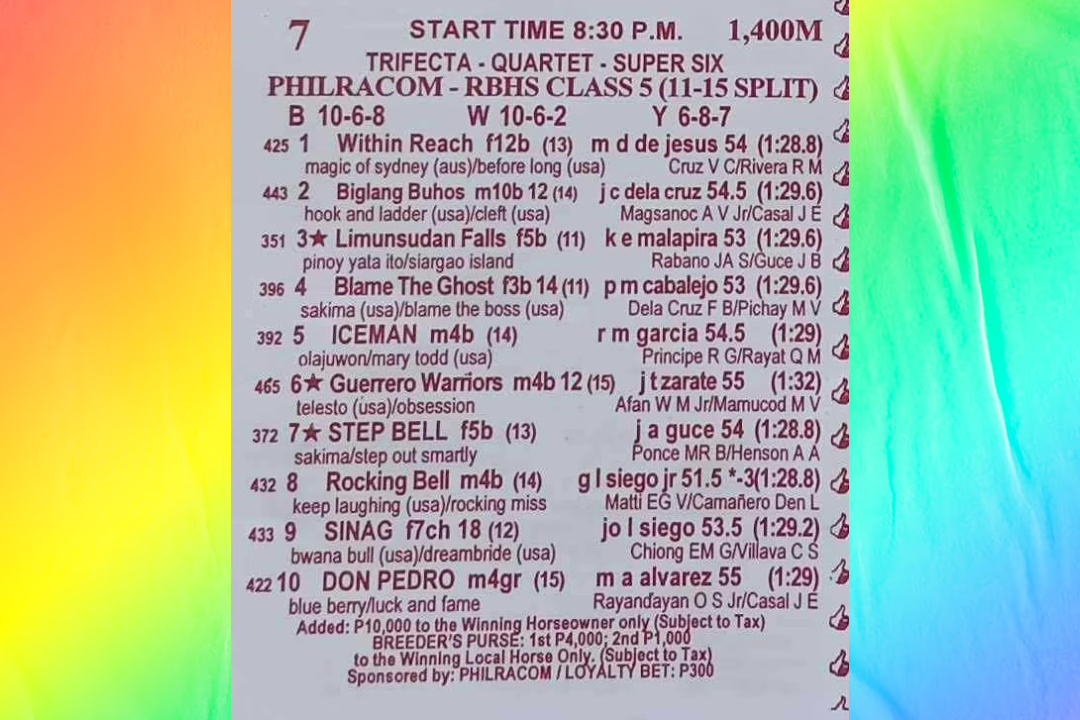 7 START TIME 8:30 P.M. 1,400M
TRIFECTA - QUARTET - SUPER SIX
PHILRACOM - RBHS CLASS 5 (11-15 SPLIT)
B 10-6-8 W 10-6-2 Y 6-8-7
425 1 Within Reach f12b (13) m d de jesus 54 (1:28.8)
magic of sydney (aus)/before long (usa) Cruz V C/Rivera R M
443 2 Biglang Buhos m10b 12 (14) j c dela cruz 54.5 (1:29.6)
hook and ladder (usa)/cleft (usa) Magsanoc A V Jr/Casal J E
351 3★ Limunsudan Falls f5b (11) k e malapira 53 (1:29.6)
pinoy yata ito/siargao island Rabano JA S/Guce J B
396 4 Blame The Ghost f3b 14 (11) p m cabalejo 53 (1:29.6)
sakima (usa)/blame the boss (usa) Dela Cruz F B/Pichay M V
392 5 ICEMAN m4b (14) r m garcia 54.5 (1:29)
olajuwon/mary todd (usa) Principe R G/Rayat Q M
465 6★ Guerrero Warriors m4b 12 (15) j t zarate 55 (1:32)
telesto (usa)/obsession Afan W M Jr/Mamucod M V
372 7★ STEP BELL f5b (13) j a guce 54 (1:28.8)
sakima/step out smartly Ponce MR B/Henson A A
432 8 Rocking Bell m4b (14) g l siego jr 51.5 *-3(1:28.8)
keep laughing (usa)/rocking miss Matti EG V/Camañero Den L
433 9 SINAG f7ch 18 (12) jo l siego 53.5 (1:29.2)
bwana bull (usa)/dreambride (usa) Chiong EM G/Villava C S
422 10 DON PEDRO m4gr (15) m a alvarez 55 (1:29)
blue berry/luck and fame Rayandayan O S Jr/Casal J E
Added: P10,000 to the Winning Horseowner only (Subject to Tax)
BREEDER'S PURSE: 1st P4,000; 2nd P1,000
to the Winning Local Horse Only. (Subject to Tax)
Sponsored by: PHILRACOM / LOYALTY BET: P300